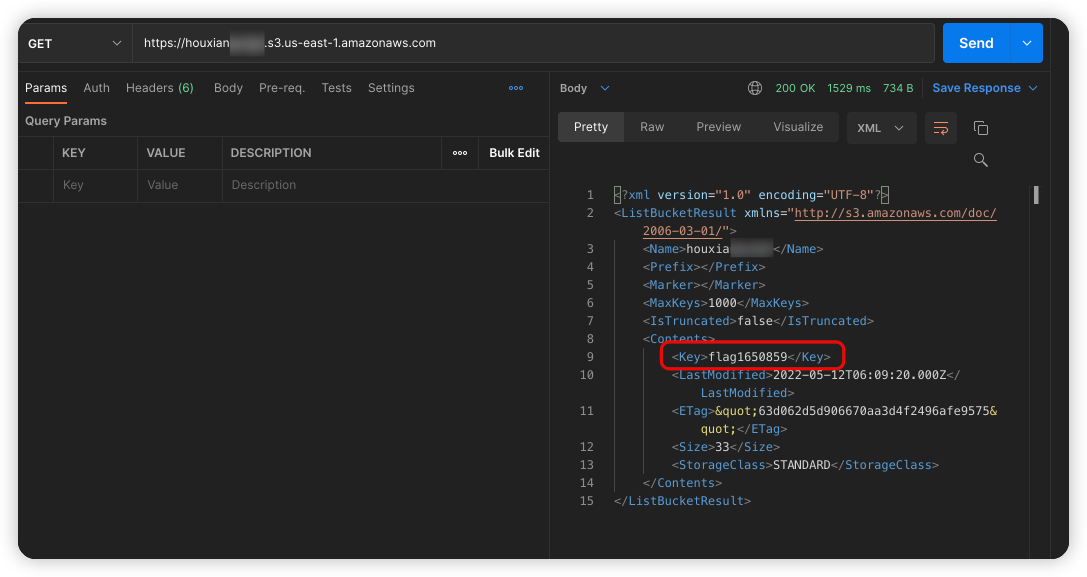 GET
https://houxian .s3.us-east-1.amazonaws.com
Send
Params Auth Headers (6) Body Pre-req. Tests Settings
Query Params
KEY VALUE DESCRIPTION Bulk Edit
Key Value Description
Body 200 OK 1529 ms 734 B Save Response
Pretty Raw Preview Visualize XML
1 <?xml version="1.0" encoding="UTF-8"?>
2 <ListBucketResult xmlns="http://s3.amazonaws.com/doc/
2006-03-01/">
3 <Name>houxia </Name>
4 <Prefix></Prefix>
5 <Marker></Marker>
6 <MaxKeys>1000</MaxKeys>
7 <IsTruncated>false</IsTruncated>
8 <Contents>
9 <Key>flag1650859</Key>
10 <LastModified>2022-05-12T06:09:20.000Z</
LastModified>
11 <ETag>&quot;63d062d5d906670aa3d4f2496afe9575&
quot;</ETag>
12 <Size>33</Size>
13 <StorageClass>STANDARD</StorageClass>
14 </Contents>
15 </ListBucketResult>